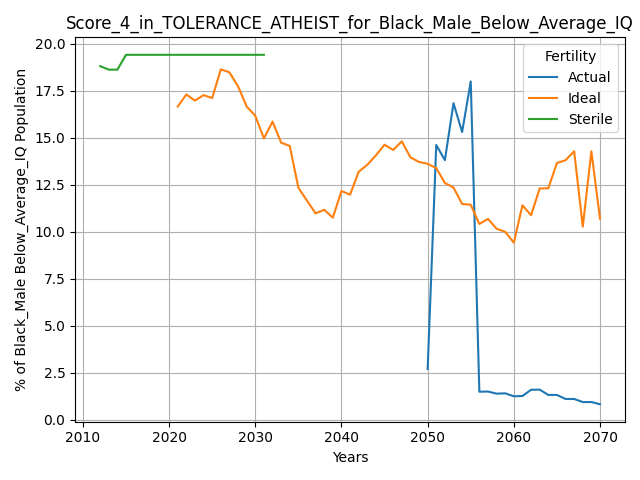 Score_4_in_TOLERANCE_ATHEIST_for_Black_Male_Below_Average_IQ
% of Black_Male Below_Average_IQ Population
20.0
17.5
15.0
12.5
10.0
7.5
5.0
2.5
0.0
Fertility
Actual
Ideal
Sterile
2010
2020
2030
2040
2050
2060
2070
Years